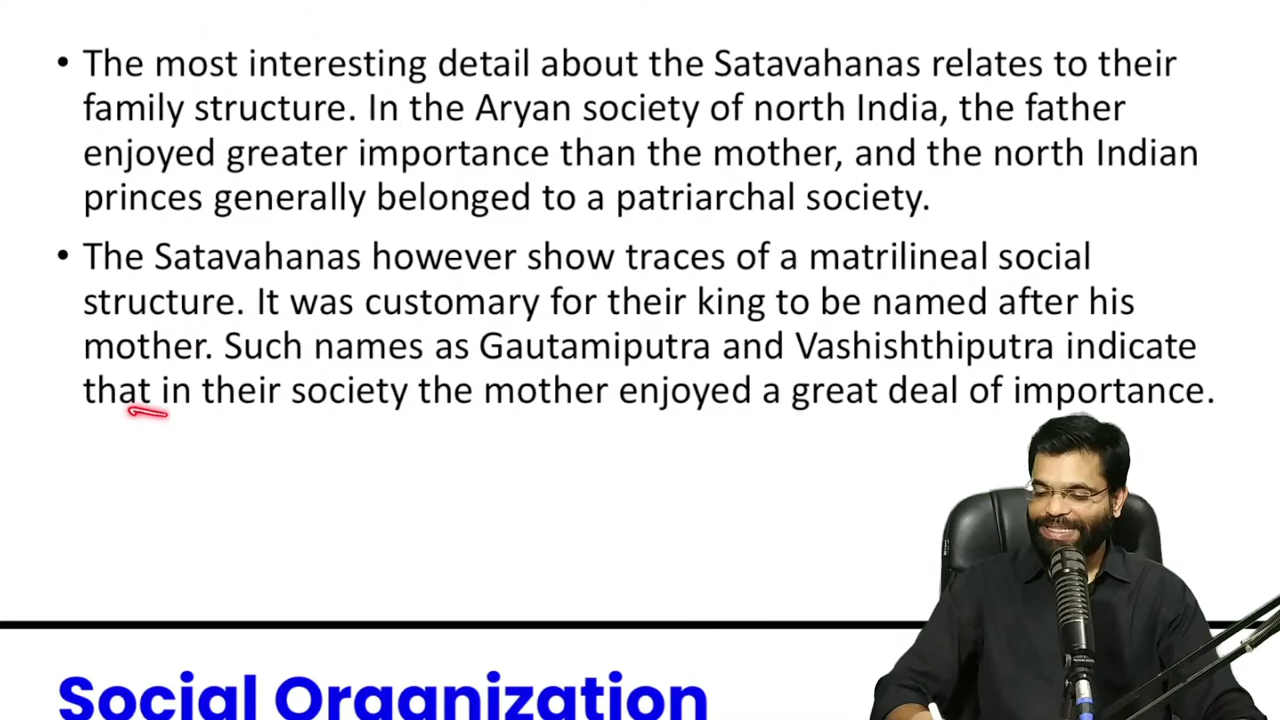 • The most interesting detail about the Satavahanas relates to their
family structure. In the Aryan society of north India, the father
enjoyed greater importance than the mother, and the north Indian
princes generally belonged to a patriarchal society.
• The Satavahanas however show traces of a matrilineal social
structure. It was customary for their king to be named after his
mother. Such names as Gautamiputra and Vashishthiputra indicate
that in their society the mother enjoyed a great deal of importance.
Social Organization